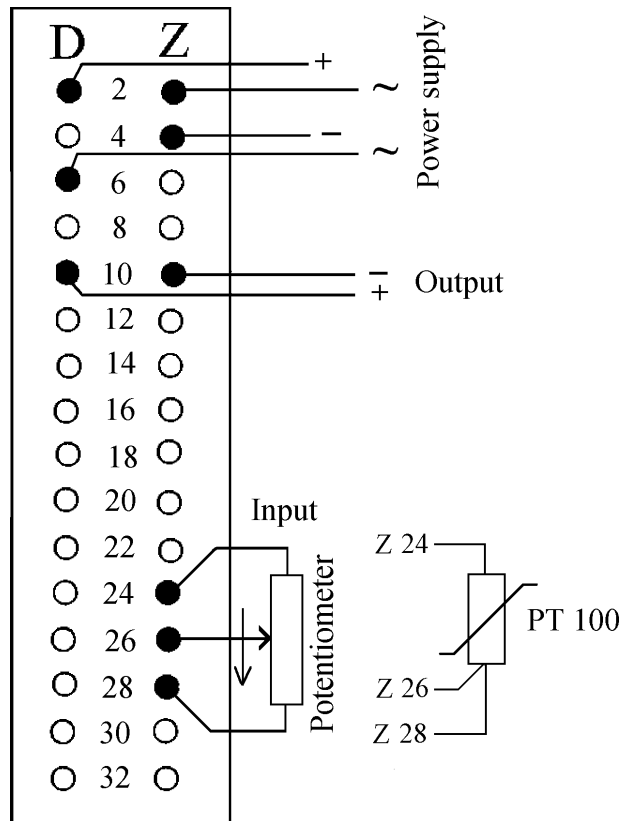 D Z
+
2 ~
4 −
~
6
8
10 −
+
Power supply
Output
12
14
16
18
20
22
24
26
28
30
32
Input
Potentiometer
Z 24
PT 100
Z 26
Z 28